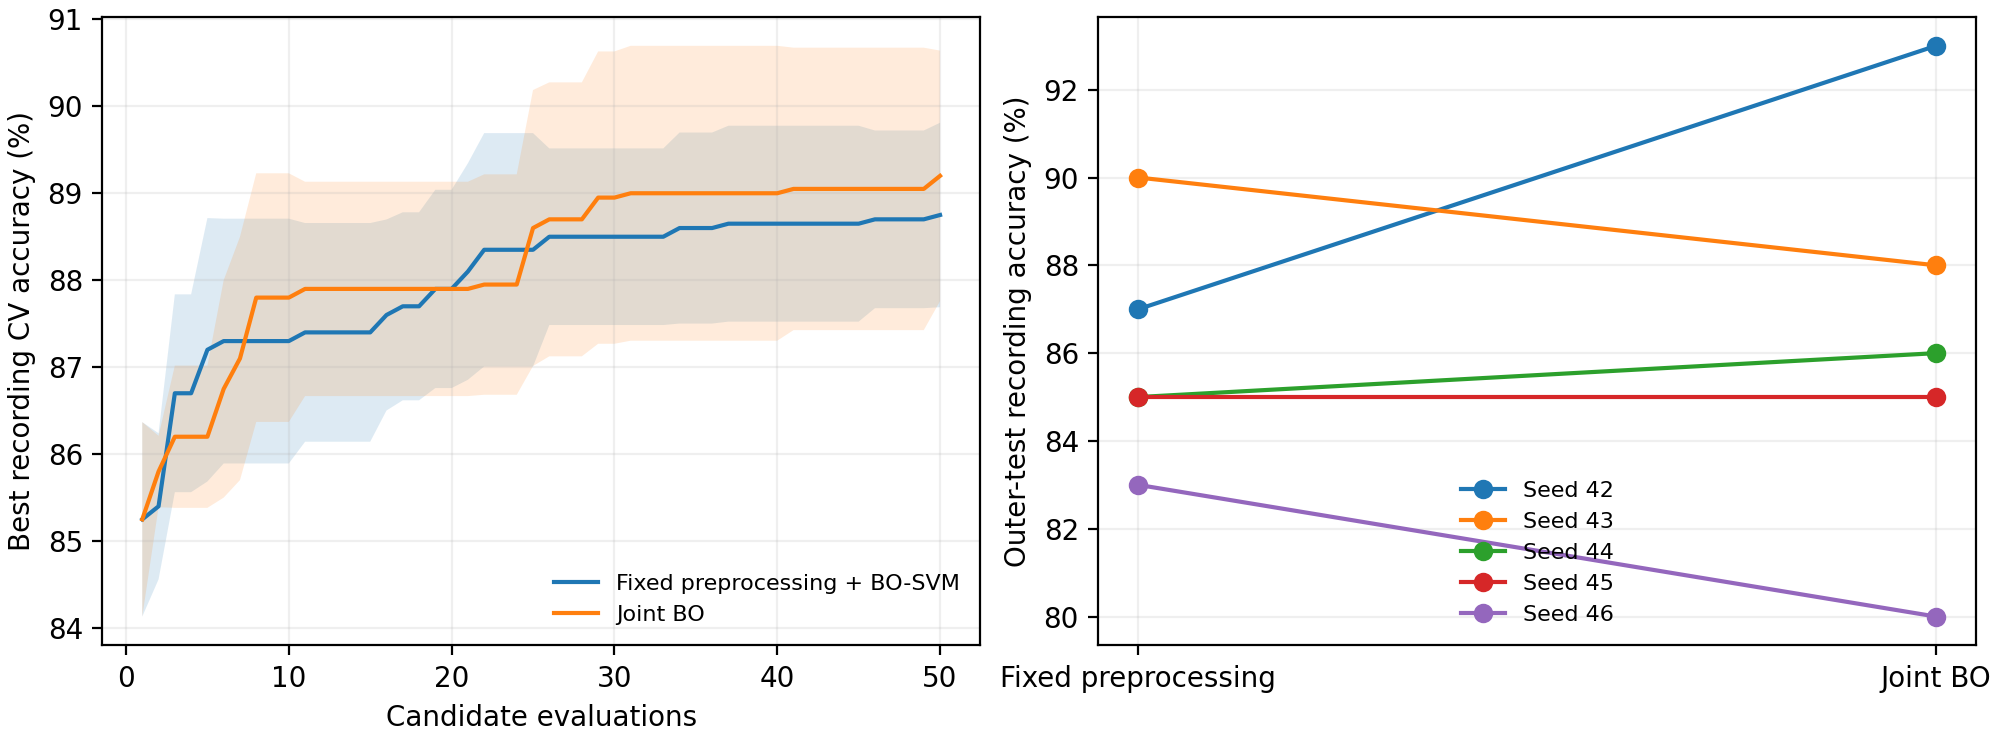 Best recording CV accuracy (%)
91
90
89
88
87
86
85
84
0 10 20 30 40 50
Candidate evaluations
Fixed preprocessing + BO-SVM
Joint BO
Outer-test recording accuracy (%)
92
90
88
86
84
82
80
Seed 42
Seed 43
Seed 44
Seed 45
Seed 46
Fixed preprocessing Joint BO